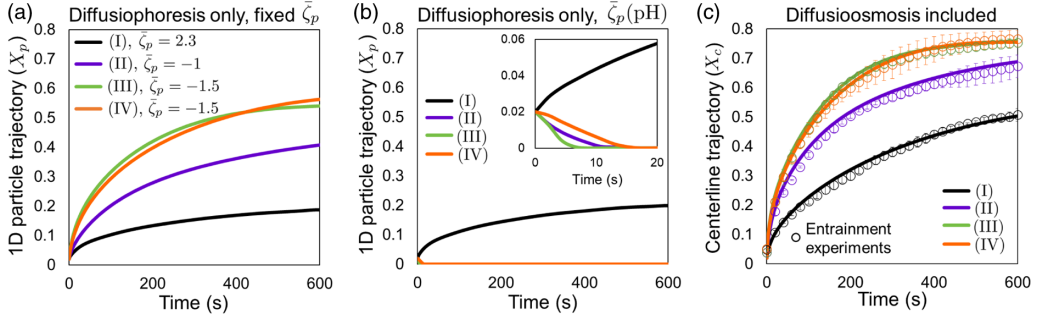 (a) Diffusiophoresis only, fixed ζ̄ₚ
1D particle trajectory (Xₚ)
0.8
0.7
0.6
0.5
0.4
0.3
0.2
0.1
0
(I), ζ̄ₚ = 2.3
(II), ζ̄ₚ = −1
(III), ζ̄ₚ = −1.5
(IV), ζ̄ₚ = −1.5
0 200 400 600
Time (s)
(b) Diffusiophoresis only, ζ̄ₚ(pH)
1D particle trajectory (Xₚ)
0.8
0.7
0.6
0.5
0.4
0.3
0.2
0.1
0
(I)
(II)
(III)
(IV)
0.06
0.04
0.02
0
0 10 20
Time (s)
0 200 400 600
Time (s)
(c) Diffusioosmosis included
Centerline trajectory (X꜀)
0.8
0.7
0.6
0.5
0.4
0.3
0.2
0.1
0
Entrainment
experiments
(I)
(II)
(III)
(IV)
0 200 400 600
Time (s)